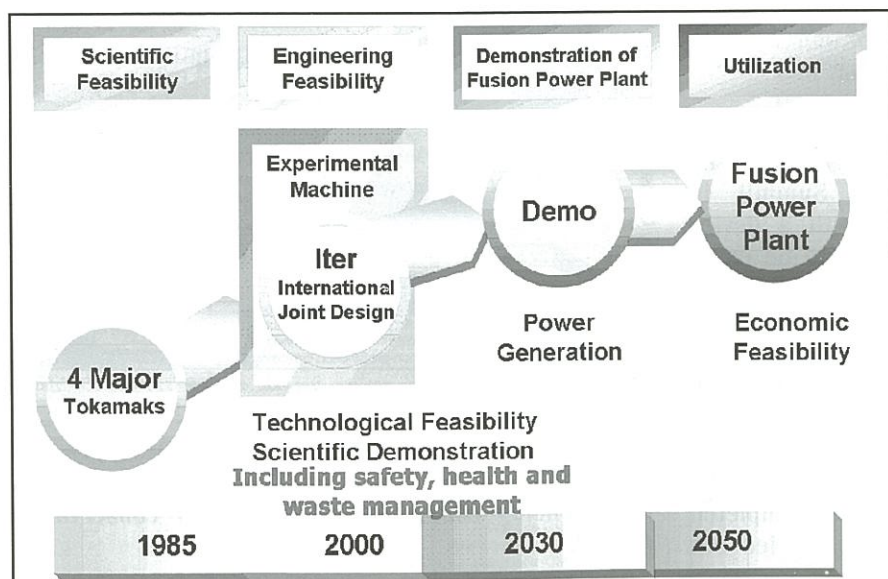 Scientific
Feasibility
Engineering
Feasibility
Demonstration of
Fusion Power Plant
Utilization
Experimental
Machine
Iter
International
Joint Design
Demo
Fusion
Power
Plant
4 Major
Tokamaks
Power
Generation
Economic
Feasibility
Technological Feasibility
Scientific Demonstration
Including safety, health and
waste management
1985
2000
2030
2050